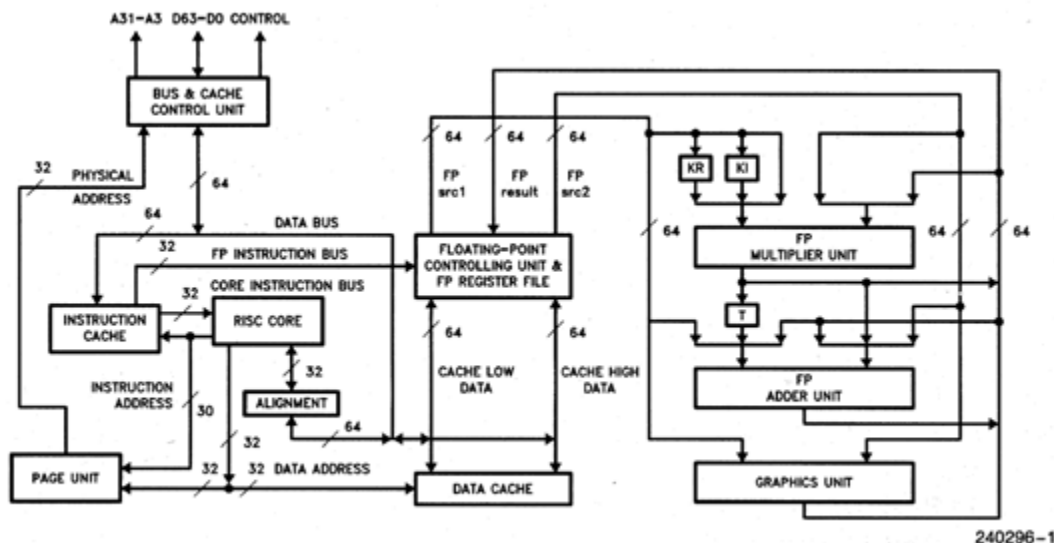 A31-A3 D63-D0 CONTROL
BUS & CACHE
CONTROL UNIT
32
PHYSICAL
ADDRESS
64
64
DATA BUS
32
FP INSTRUCTION BUS
CORE INSTRUCTION BUS
32
INSTRUCTION
CACHE
RISC CORE
INSTRUCTION
ADDRESS
30
32
ALIGNMENT
32
64
PAGE UNIT
32
32
DATA ADDRESS
DATA CACHE
64
64
64
FP
src1
FP
result
FP
src2
FLOATING-POINT
CONTROLLING UNIT &
FP REGISTER FILE
64
64
CACHE LOW
DATA
CACHE HIGH
DATA
KR
KI
64
64
64
FP
MULTIPLIER UNIT
T
FP
ADDER UNIT
GRAPHICS UNIT
240296-1